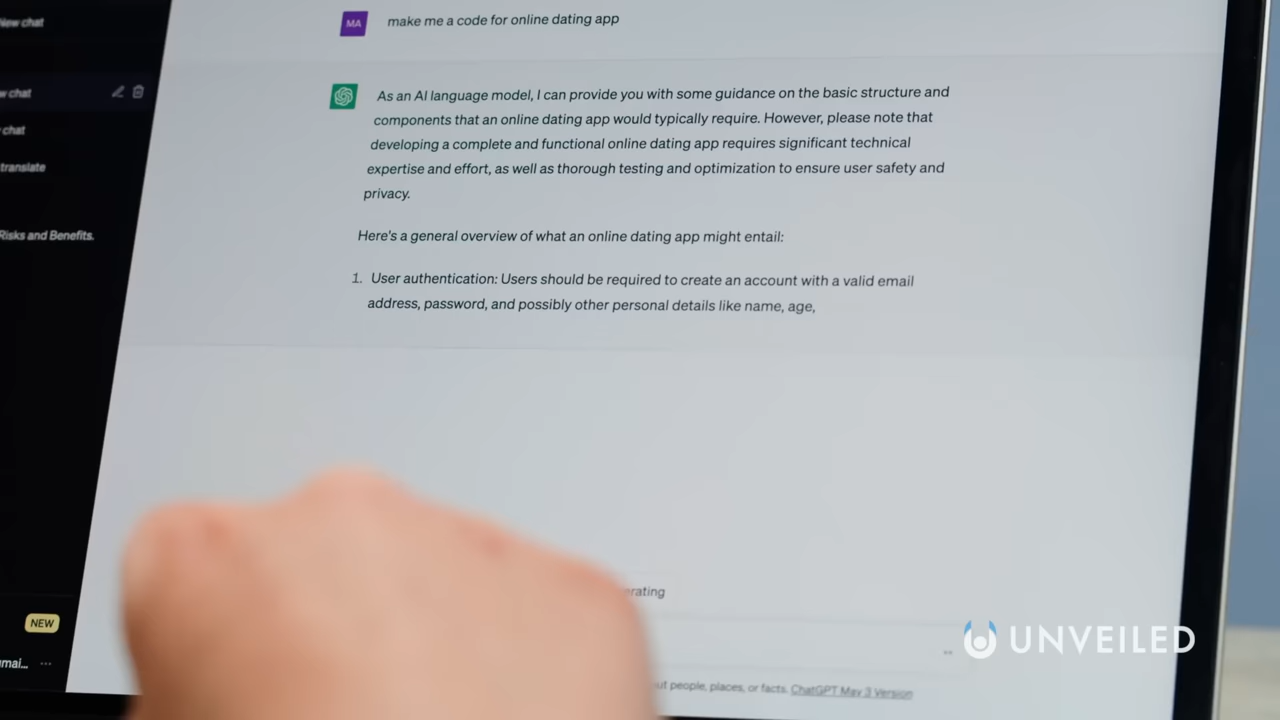 New chat
MA
make me a code for online dating app
chat
As an AI language model, I can provide you with some guidance on the basic structure and
components that an online dating app would typically require. However, please note that
chat
developing a complete and functional online dating app requires significant technical
translate
expertise and effort, as well as thorough testing and optimization to ensure user safety and
privacy.
Risks and Benefits.
Here's a general overview of what an online dating app might entail:
1. User authentication: Users should be required to create an account with a valid email
address, password, and possibly other personal details like name, age,
erating
NEW
UNVEILED
mai...
people, places, or facts. ChatGPT May 3 Version